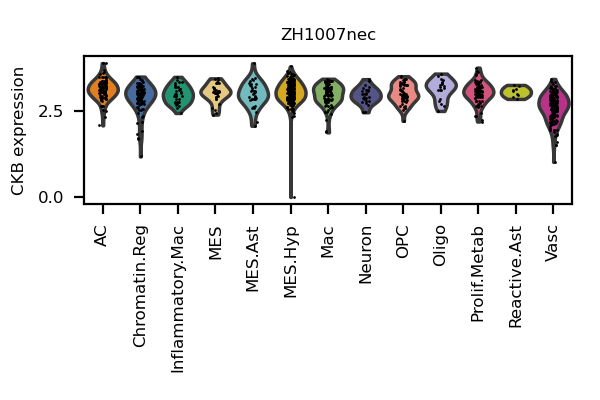 ZH1007nec
CKB expression
2.5
0.0
AC
Chromatin.Reg
Inflammatory.Mac
MES
MES.Ast
MES.Hyp
Mac
Neuron
OPC
Oligo
Prolif.Metab
Reactive.Ast
Vasc